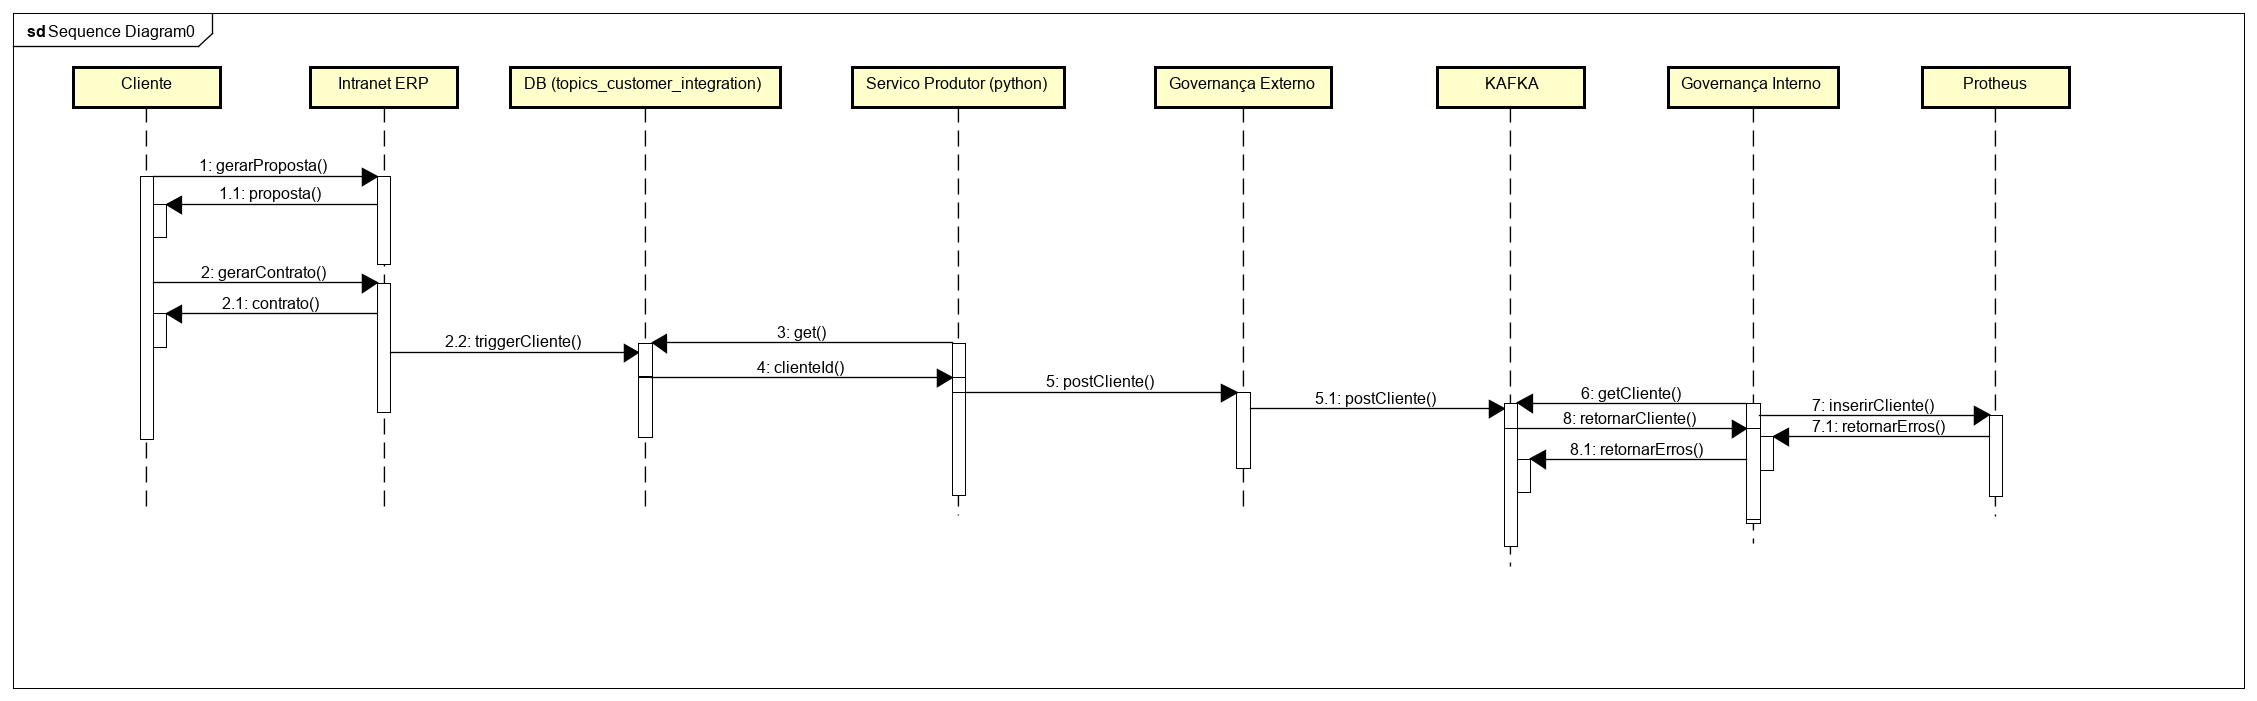 sd Sequence Diagram0
Cliente
Intranet ERP
DB (topics_customer_integration)
Servico Produtor (python)
Governança Externo
KAFKA
Governança Interno
Protheus
1: gerarProposta()
1.1: proposta()
2: gerarContrato()
2.1: contrato()
2.2: triggerCliente()
3: get()
4: clienteId()
5: postCliente()
5.1: postCliente()
6: getCliente()
7: inserirCliente()
8: retornarCliente()
7.1: retornarErros()
8.1: retornarErros()